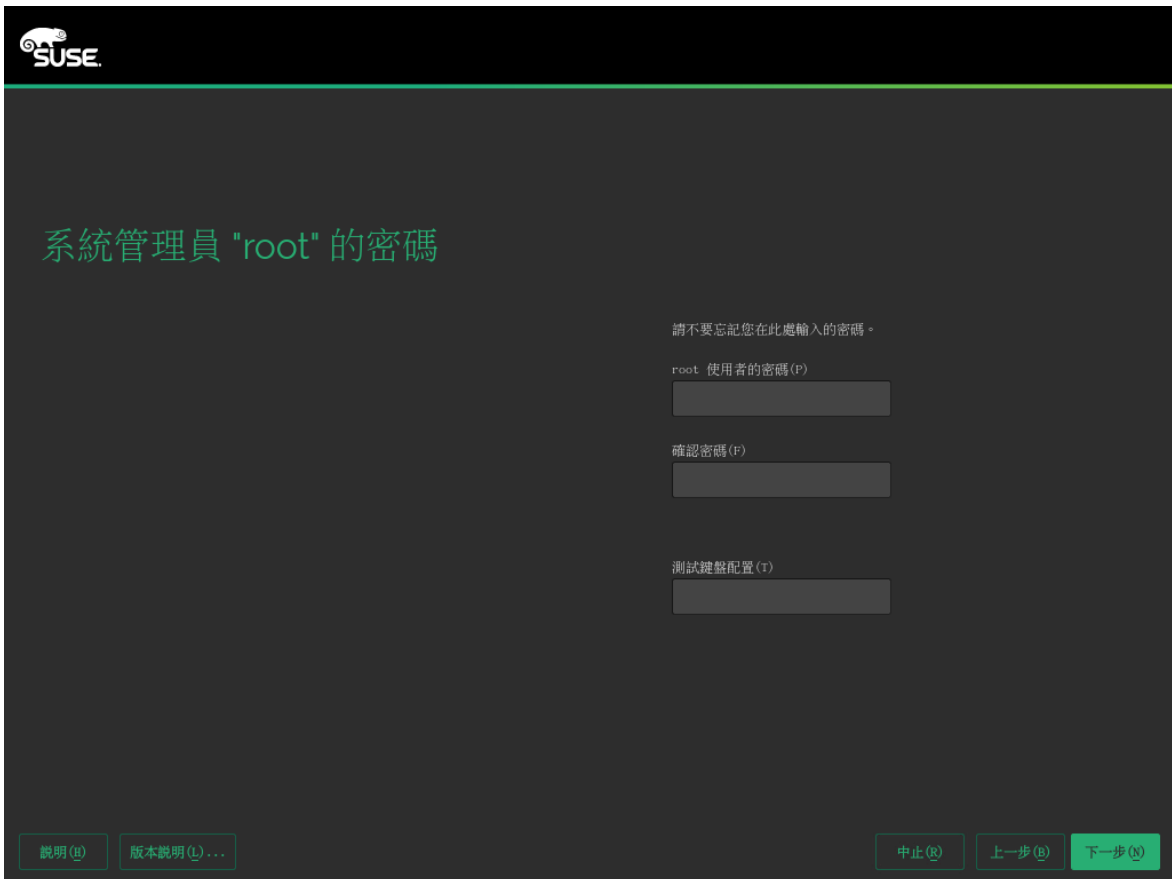 SUSE.
系統管理員 "root" 的密碼
請不要忘記您在此處輸入的密碼。
root 使用者的密碼(P)
確認密碼(F)
測試鍵盤配置(T)
說明(H)
版本說明(L)...
中止(R)
上一步(B)
下一步(N)